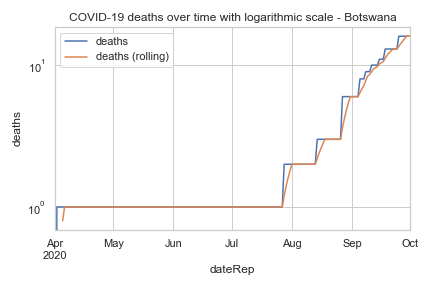 COVID-19 deaths over time with logarithmic scale - Botswana
deaths
deaths (rolling)
10¹
10⁰
deaths
Apr May Jun Jul Aug Sep Oct
2020
dateRep